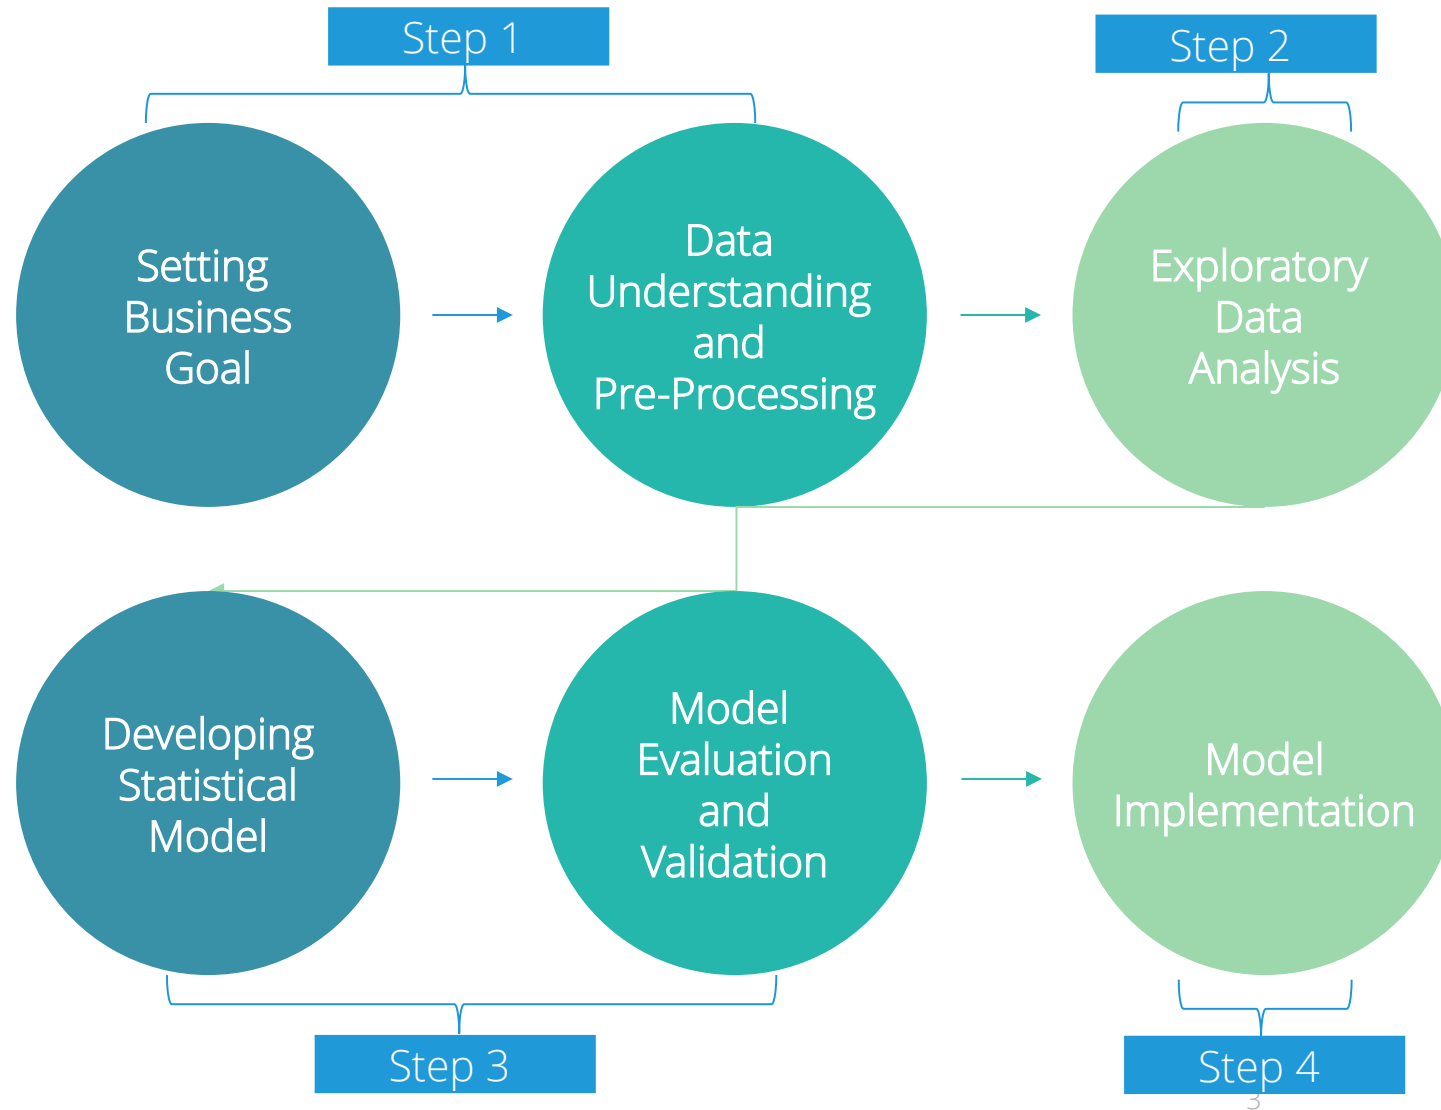 Step 1
Step 2
Setting
Business
Goal
Data
Understanding
and
Pre-Processing
Exploratory
Data
Analysis
Developing
Statistical
Model
Model
Evaluation
and
Validation
Model
Implementation
Step 3
Step 4
3